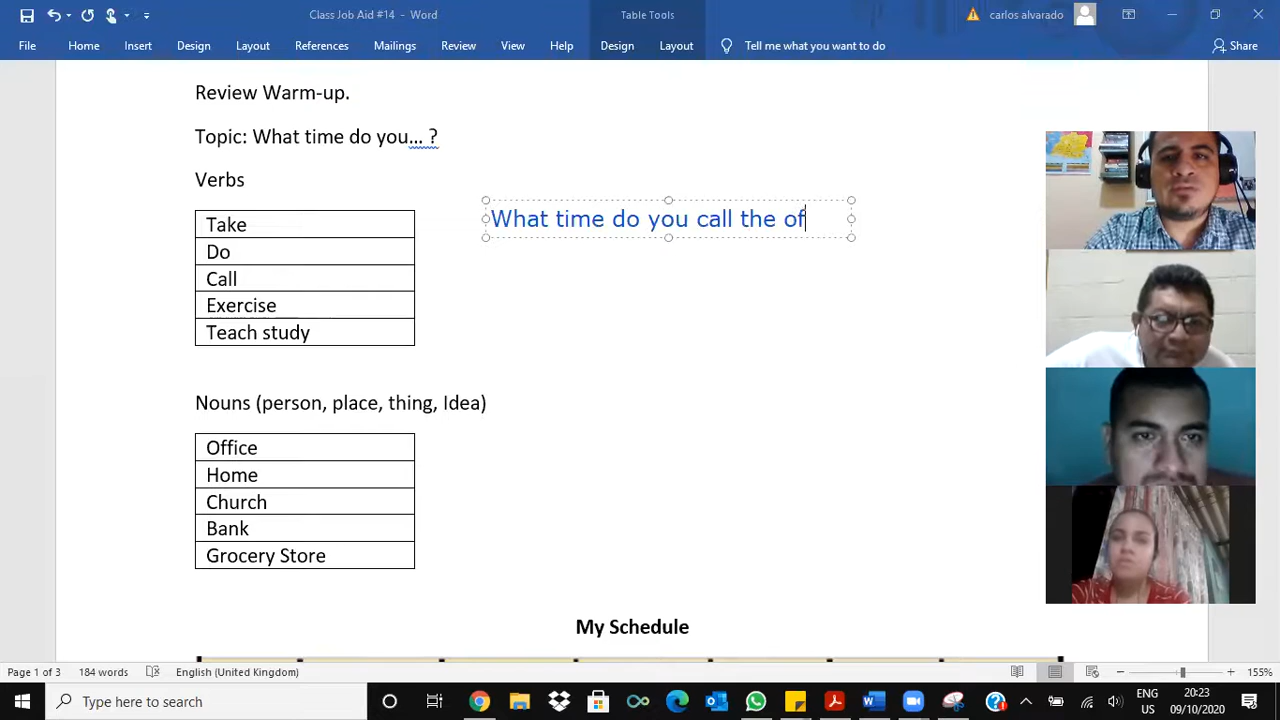 Class Job Aid #14 - Word
Table Tools
carlos alvarado
File Home Insert Design Layout References Mailings Review View Help Design Layout Tell me what you want to do Share
Review Warm-up.
Topic: What time do you... ?
Verbs
Take
Do
Call
Exercise
Teach study
What time do you call the of
Nouns (person, place, thing, Idea)
Office
Home
Church
Bank
Grocery Store
My Schedule
Page 1 of 3 184 words English (United Kingdom) 155%
Type here to search
ENG
US
20:23
09/10/2020